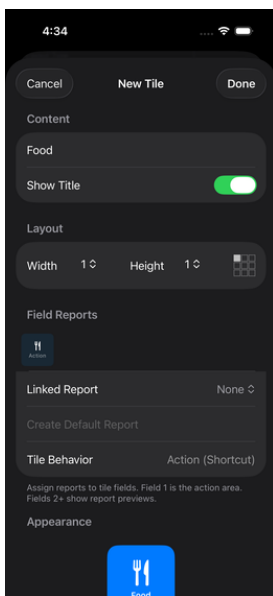 4:34
Cancel New Tile Done
Content
Food
Show Title
Layout
Width 1 Height 1
Field Reports
Action
Linked Report None
Create Default Report
Tile Behavior Action (Shortcut)
Assign reports to tile fields. Field 1 is the action area.
Fields 2+ show report previews.
Appearance
Food